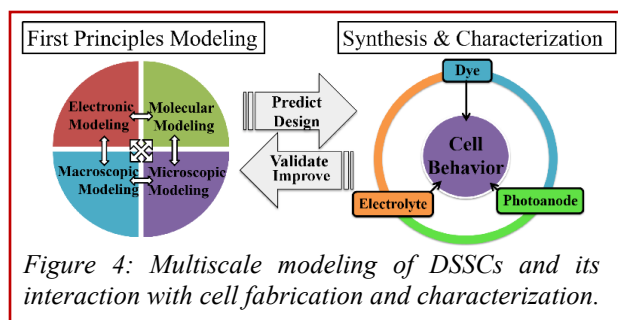 First Principles Modeling
Synthesis & Characterization
Electronic
Modeling
Molecular
Modeling
Macroscopic
Modeling
Microscopic
Modeling
Predict
Design
Validate
Improve
Dye
Cell
Behavior
Electrolyte
Photoanode
Figure 4: Multiscale modeling of DSSCs and its
interaction with cell fabrication and characterization.